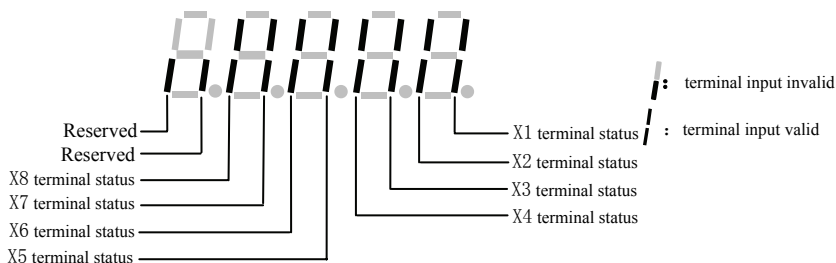 : terminal input invalid
Reserved
X1 terminal status
: terminal input valid
Reserved
X2 terminal status
X8 terminal status
X3 terminal status
X7 terminal status
X4 terminal status
X6 terminal status
X5 terminal status